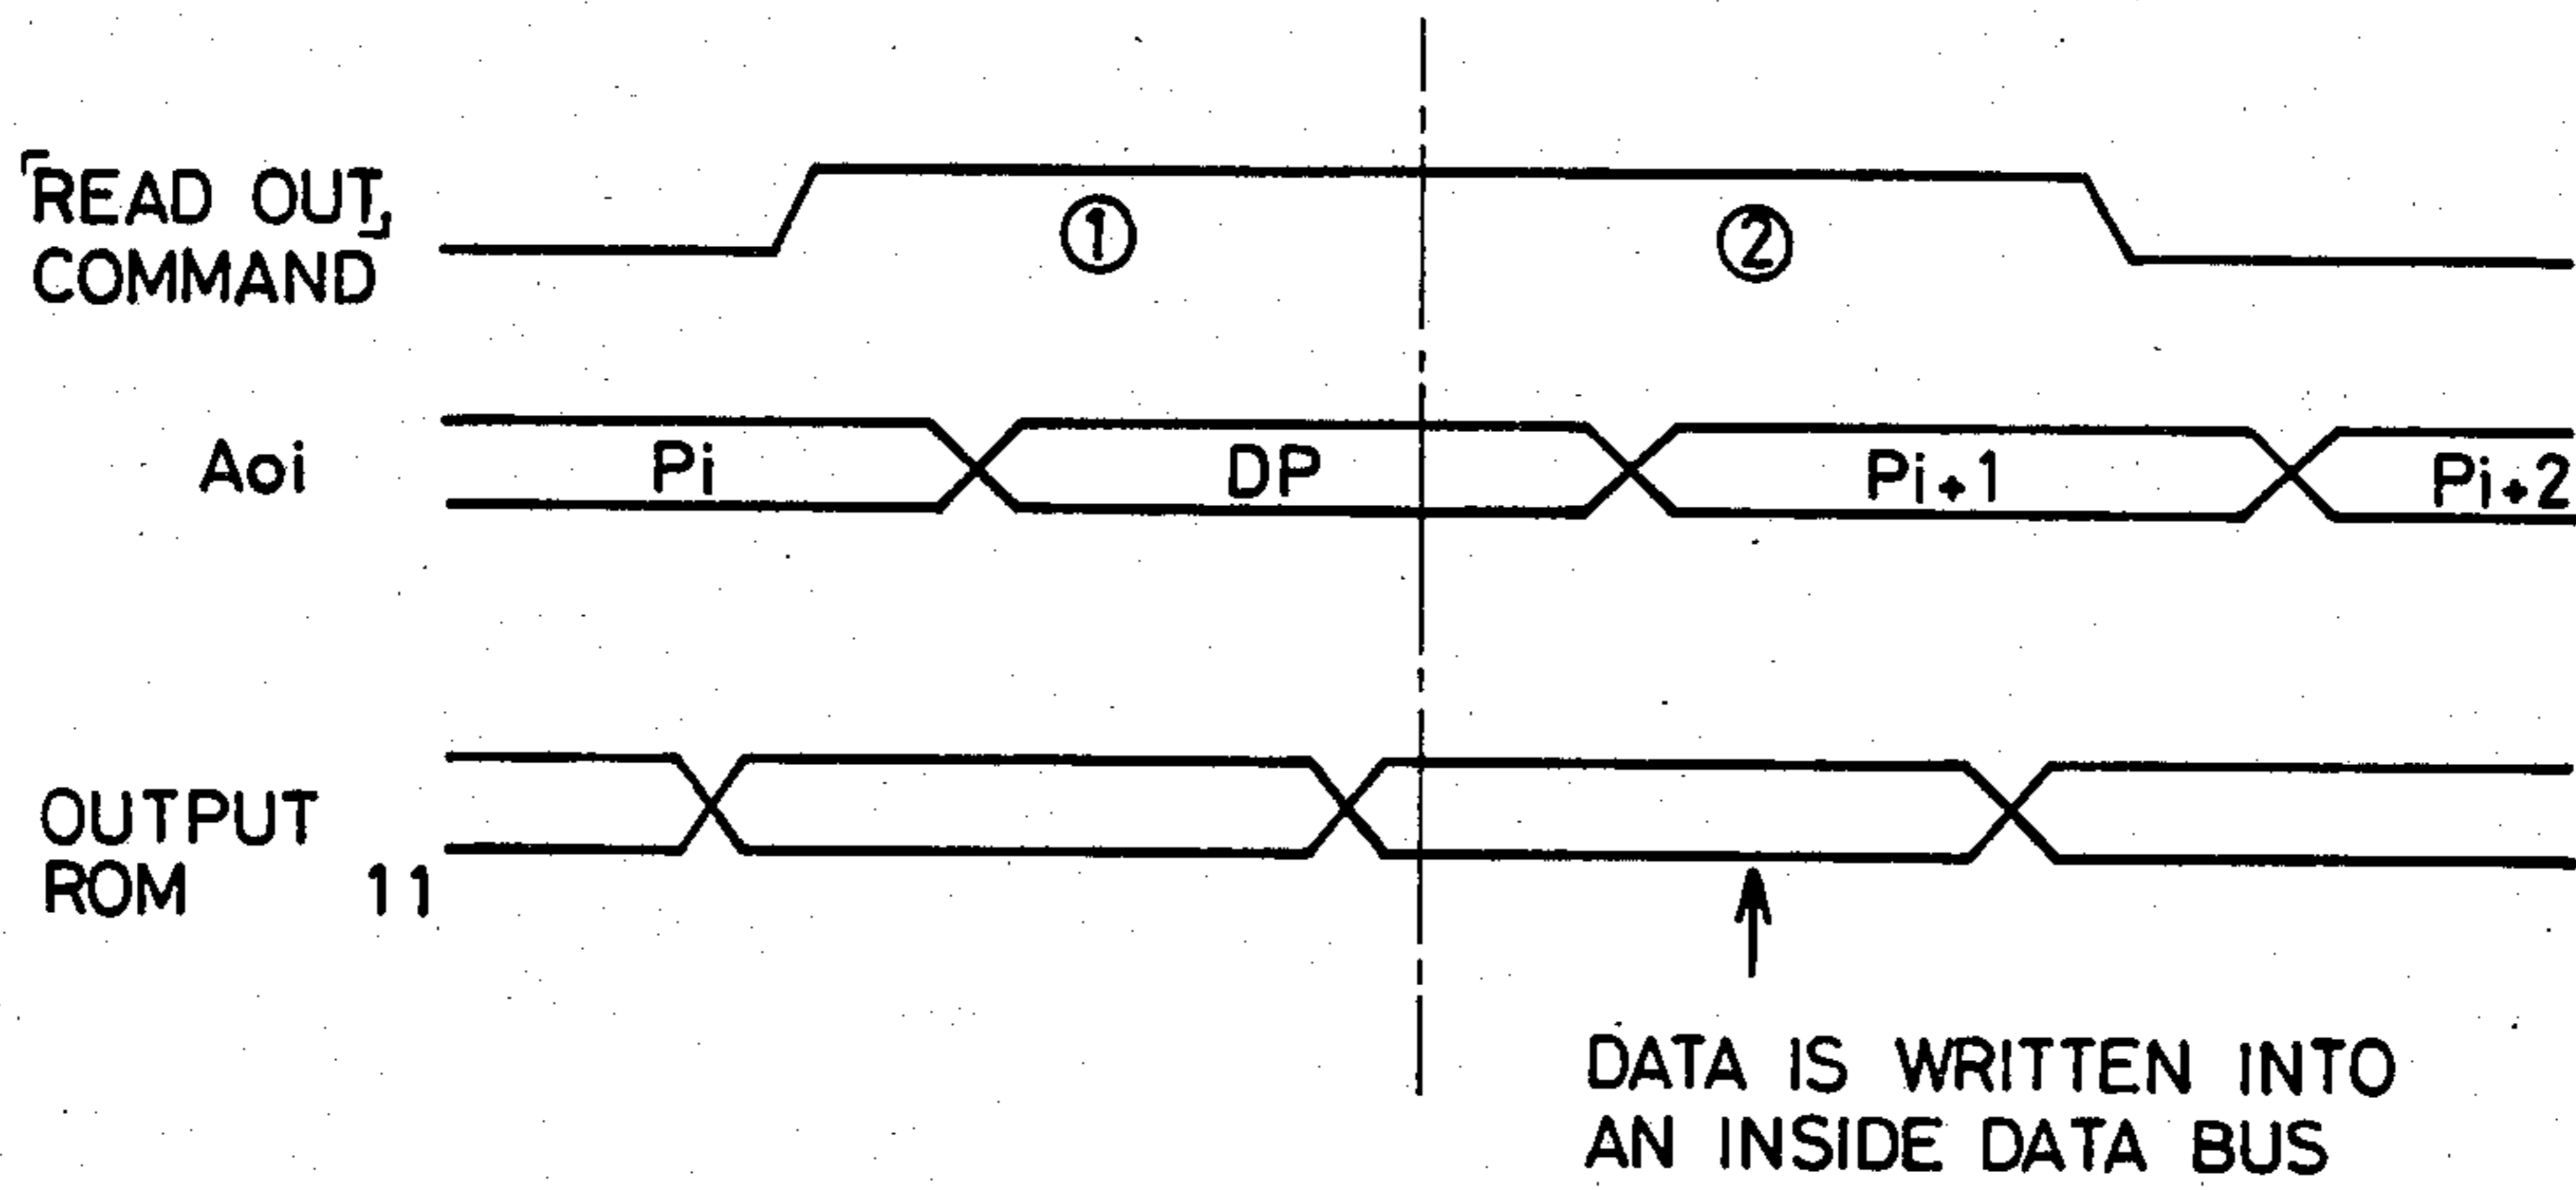 「READ OUT」
COMMAND
① ②
Aoi Pi DP Pi+1 Pi+2
OUTPUT
ROM 11
DATA IS WRITTEN INTO
AN INSIDE DATA BUS